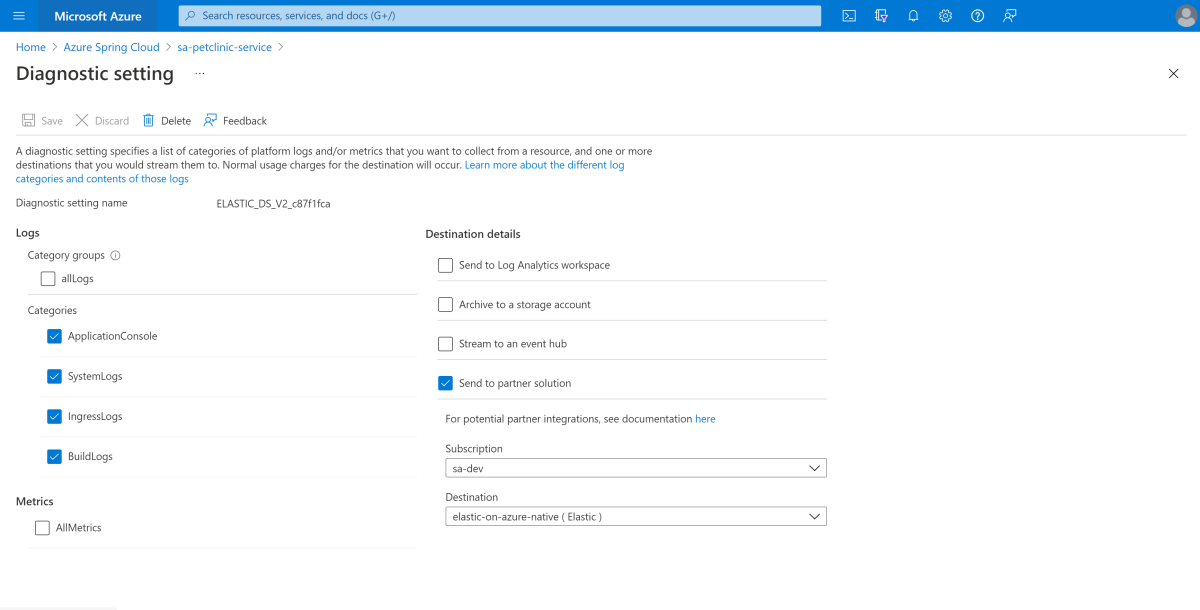 Microsoft Azure
Search resources, services, and docs (G+/)
Home > Azure Spring Cloud > sa-petclinic-service >
Diagnostic setting ...
Save Discard Delete Feedback
A diagnostic setting specifies a list of categories of platform logs and/or metrics that you want to collect from a resource, and one or more
destinations that you would stream them to. Normal usage charges for the destination will occur. Learn more about the different log
categories and contents of those logs
Diagnostic setting name ELASTIC_DS_V2_c87f1fca
Logs
Category groups
allLogs
Categories
ApplicationConsole
SystemLogs
IngressLogs
BuildLogs
Metrics
AllMetrics
Destination details
Send to Log Analytics workspace
Archive to a storage account
Stream to an event hub
Send to partner solution
For potential partner integrations, see documentation here
Subscription
sa-dev
Destination
elastic-on-azure-native ( Elastic )